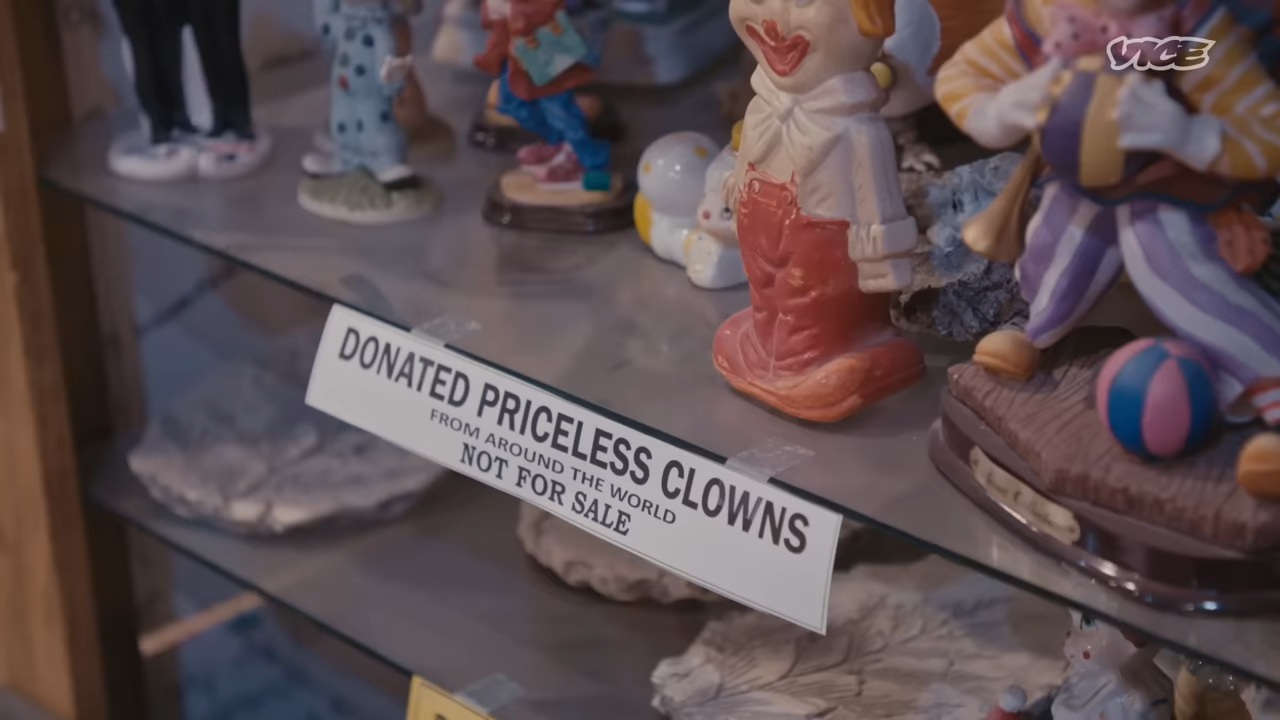 VICE
DONATED PRICELESS CLOWNS
FROM AROUND THE WORLD
NOT FOR SALE